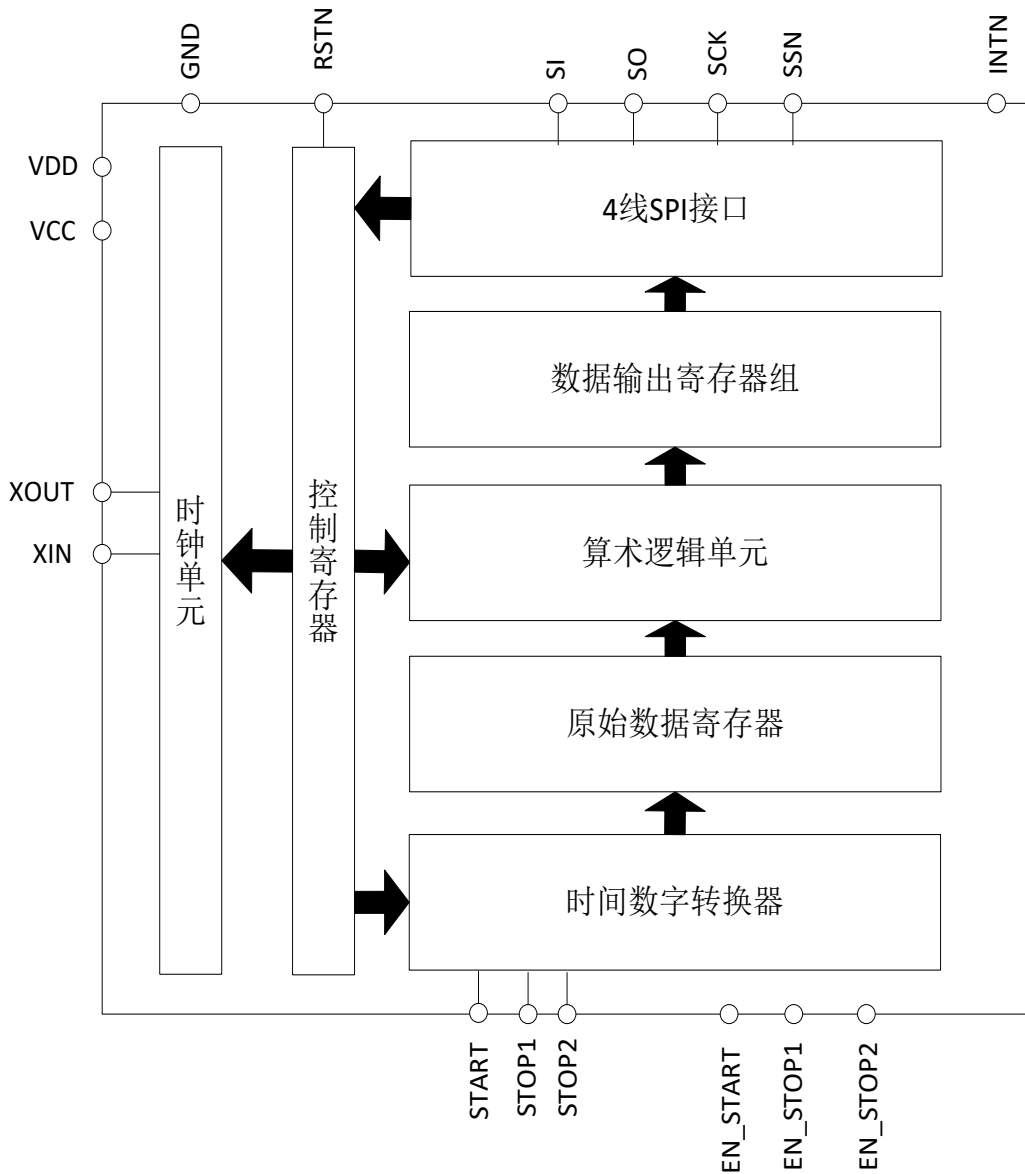 GND
RSTN
SI
SO
SCK
SSN
INTN
VDD
VCC
XOUT
XIN
时钟单元
控制寄存器
4线SPI接口
数据输出寄存器组
算术逻辑单元
原始数据寄存器
时间数字转换器
START
STOP1
STOP2
EN_START
EN_STOP1
EN_STOP2